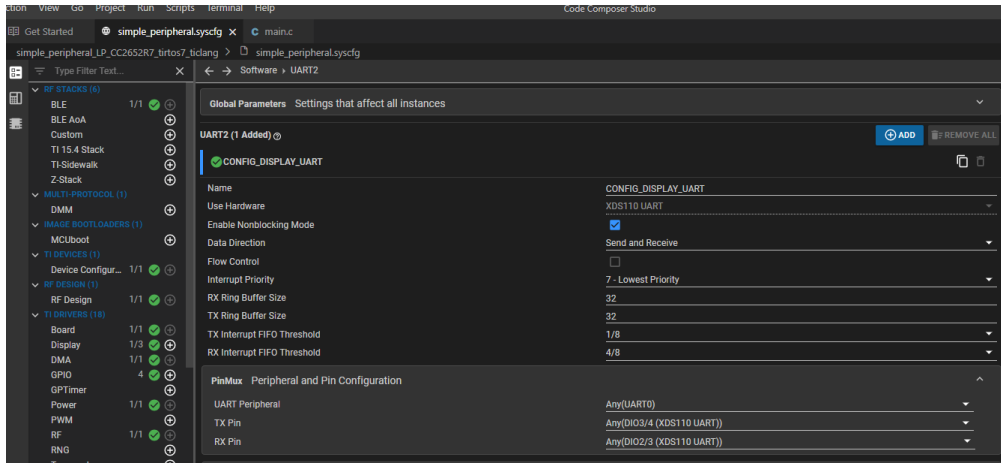 ction View Go Project Run Scripts Terminal Help Code Composer Studio
Get Started simple_peripheral.syscfg × C main.c
simple_peripheral_LP_CC2652R7_tirtos7_ticlang > simple_peripheral.syscfg
Type Filter Text... × ← → Software › UART2
RF STACKS (6)
BLE 1/1
BLE AoA
Custom
TI 15.4 Stack
TI-Sidewalk
Z-Stack
MULTI-PROTOCOL (1)
DMM
IMAGE BOOTLOADERS (1)
MCUboot
TI DEVICES (1)
Device Configur... 1/1
RF DESIGN (1)
RF Design 1/1
TI DRIVERS (18)
Board 1/1
Display 1/3
DMA 1/1
GPIO 4
GPTimer
Power 1/1
PWM
RF 1/1
RNG
Global Parameters Settings that affect all instances
UART2 (1 Added) ADD REMOVE ALL
CONFIG_DISPLAY_UART
Name CONFIG_DISPLAY_UART
Use Hardware XDS110 UART
Enable Nonblocking Mode
Data Direction Send and Receive
Flow Control
Interrupt Priority 7 - Lowest Priority
RX Ring Buffer Size 32
TX Ring Buffer Size 32
TX Interrupt FIFO Threshold 1/8
RX Interrupt FIFO Threshold 4/8
PinMux Peripheral and Pin Configuration
UART Peripheral Any(UART0)
TX Pin Any(DIO3/4 (XDS110 UART))
RX Pin Any(DIO2/3 (XDS110 UART))